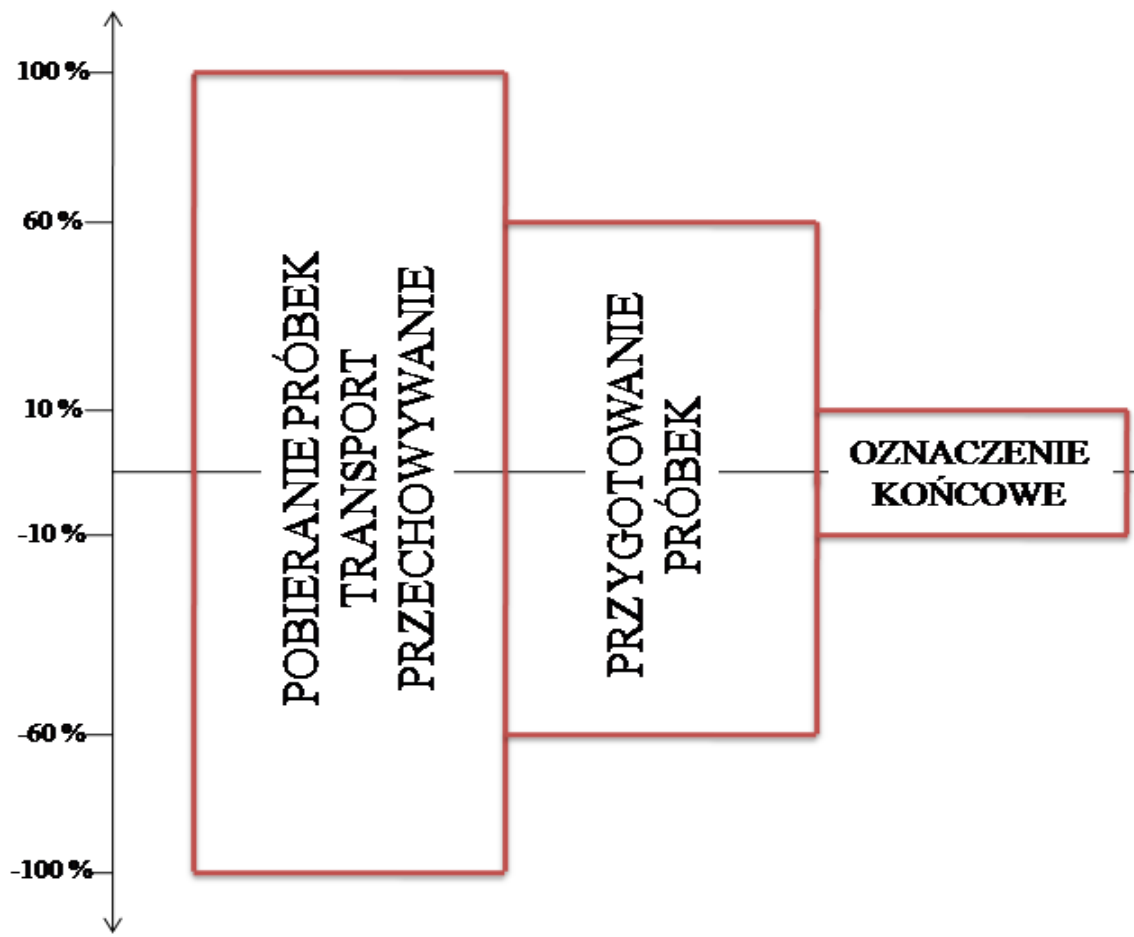 100 %
60 %
10 %
-10 %
-60 %
-100 %
POBIERANIE PRÓBEK
TRANSPORT
PRZECHOWYWANIE
PRZYGOTOWANIE
PRÓBEK
OZNACZENIE
KOŃCOWE